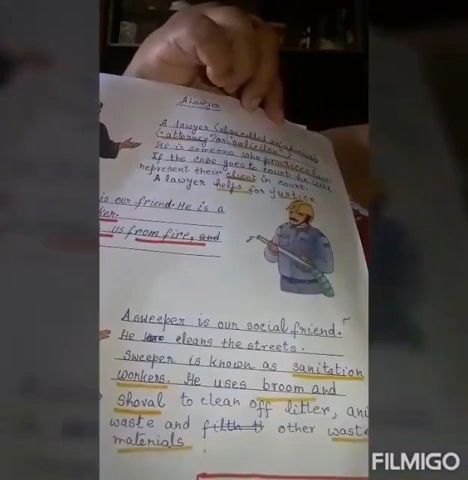 A Lawyer
A lawyer (also called an
(attorney) an (solicitor)
He is someone who practices law
If the case goes to court he will
represent their client in court.
A lawyer helps for justice
is our friend. He is a
ker.
us from fire, and
A sweeper is our social friend.
He cleans the streets.
Sweeper is known as sanitation
workers. He uses broom and
shoval to clean off litter, and
waste and filth other waste
materials
FILMIGO